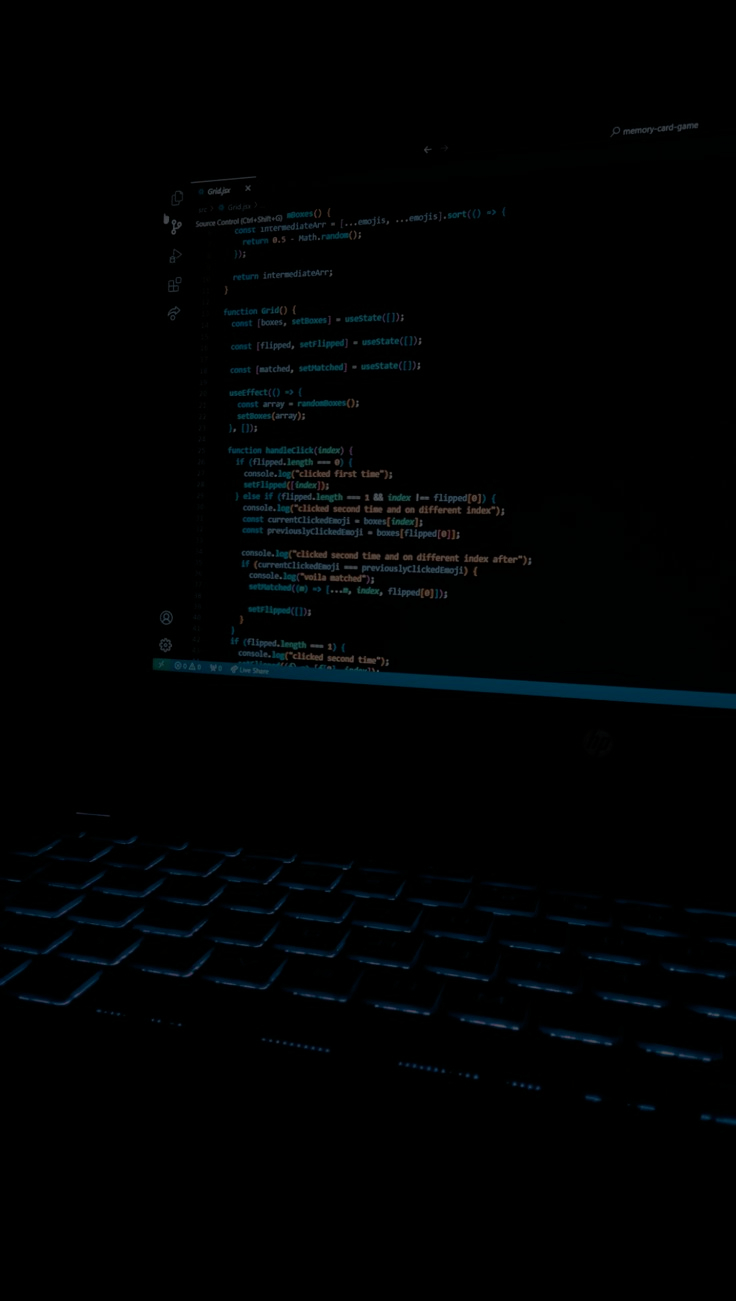 memory-card-game
Grid.jsx
src > Grid.jsx >
Source Control (Ctrl+Shift+G)
mBoxes() {
const intermediateArr = [...emojis, ...emojis].sort(() => {
return 0.5 - Math.random();
});
return intermediateArr;
}
function Grid() {
const [boxes, setBoxes] = useState([]);
const [flipped, setFlipped] = useState([]);
const [matched, setMatched] = useState([]);
useEffect(() => {
const array = randomBoxes();
setBoxes(array);
}, []);
function handleClick(index) {
if (flipped.length === 0) {
console.log("clicked first time");
setFlipped([index]);
} else if (flipped.length === 1 && index !== flipped[0]) {
console.log("clicked second time and on different index");
const currentClickedEmoji = boxes[index];
const previouslyClickedEmoji = boxes[flipped[0]];
console.log("clicked second time and on different index after");
if (currentClickedEmoji === previouslyClickedEmoji) {
console.log("voila matched");
setMatched((m) => [...m, index, flipped[0]]);
setFlipped([]);
}
}
if (flipped.length === 1) {
console.log("clicked second time");
0 0 0 Live Share
hp